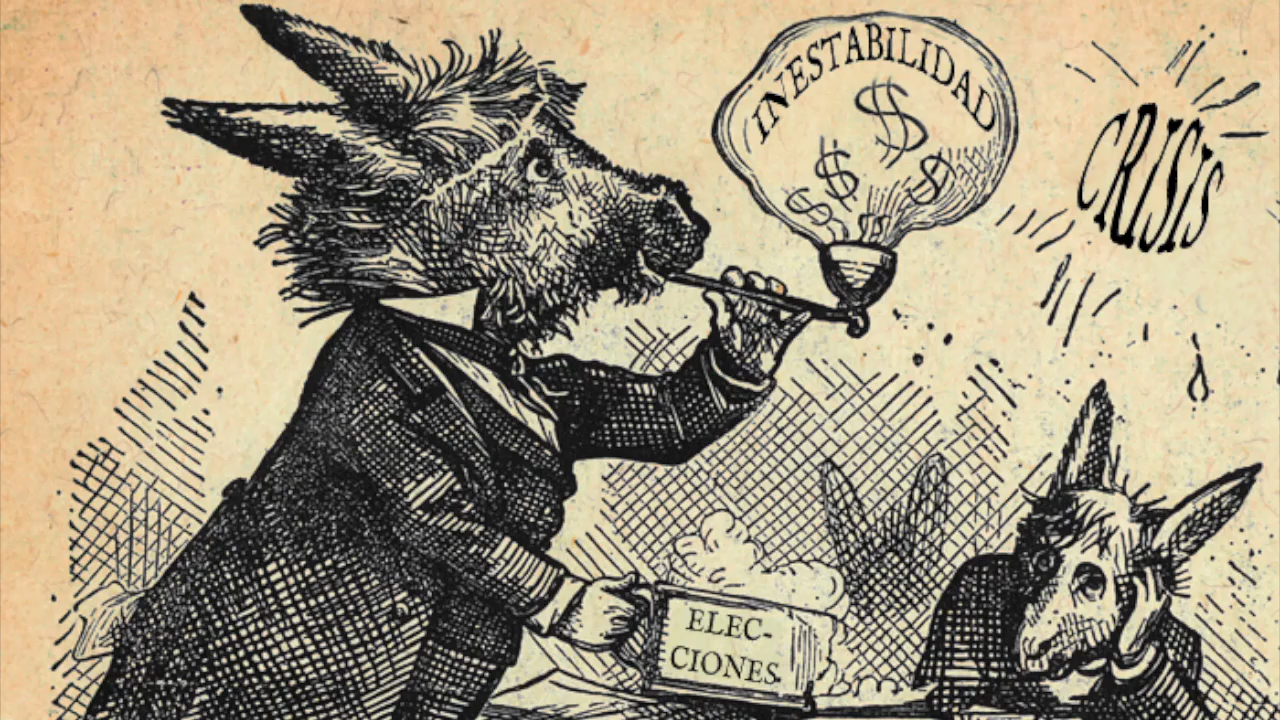 INESTABILIDAD
$
$ $
$
CRISIS
ELEC-
CIONES